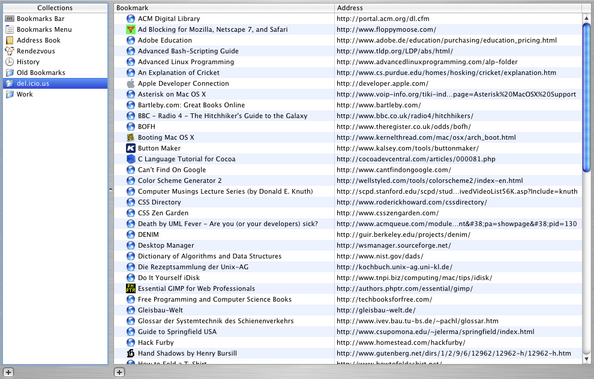 Collections
Bookmarks Bar
Bookmarks Menu
Address Book
Rendezvous
History
Old Bookmarks
del.icio.us
Work
Bookmark Address
ACM Digital Library http://portal.acm.org/dl.cfm
Ad Blocking for Mozilla, Netscape 7, and Safari http://www.floppymoose.com/
Adobe Education http://www.adobe.de/education/purchasing/education_pricing.html
Advanced Bash-Scripting Guide http://www.tldp.org/LDP/abs/html/
Advanced Linux Programming http://advancedlinuxprogramming.com/alp-folder
An Explanation of Cricket http://www.cs.purdue.edu/homes/hosking/cricket/explanation.htm
Apple Developer Connection http://developer.apple.com/
Asterisk on Mac OS X http://www.voip-info.org/tiki-ind...page=Asterisk%20MacOSX%20Support
Bartleby.com: Great Books Online http://www.bartleby.com/
BBC - Radio 4 - The Hitchhiker's Guide to the Galaxy http://www.bbc.co.uk/radio4/hitchhikers/
BOFH http://www.theregister.co.uk/odds/bofh/
Booting Mac OS X http://www.kernelthread.com/mac/osx/arch_boot.html
Button Maker http://www.kalsey.com/tools/buttonmaker/
C Language Tutorial for Cocoa http://cocoadevcentral.com/articles/000081.php
Can't Find On Google http://www.cantfindongoogle.com/
Color Scheme Generator 2 http://wellstyled.com/tools/colorscheme2/index-en.html
Computer Musings Lecture Series (by Donald E. Knuth) http://scpd.stanford.edu/scpd/stud...ivedVideoListS6K.asp?Include=knuth
CSS Directory http://www.roderickhoward.com/cssdirectory/
CSS Zen Garden http://www.csszengarden.com/
Death by UML Fever - Are you (or your developers) sick? http://www.acmqueue.com/module...nt&#38;pa=showpage&#38;pid=130
DENIM http://guir.berkeley.edu/projects/denim/
Desktop Manager http://wsmanager.sourceforge.net/
Dictionary of Algorithms and Data Structures http://www.nist.gov/dads/
Die Rezeptsammlung der Unix-AG http://kochbuch.unix-ag.uni-kl.de/
Do It Yourself iDisk http://www.tnpi.biz/computing/mac/tips/idisk/
Essential GIMP for Web Professionals http://authors.phptr.com/essential/gimp/
Free Programming and Computer Science Books http://techbooksforfree.com/
Gleisbau-Welt http://gleisbau-welt.de/
Glossar der Systemtechnik des Schienenverkehrs http://www.ivev.bau.tu-bs.de/~pachl/glossar.htm
Guide to Springfield USA http://www.csupomona.edu/~jelerma/springfield/index.html
Hack Furby http://www.homestead.com/hackfurby/
Hand Shadows by Henry Bursill http://www.gutenberg.net/dirs/1/2/9/6/12962/12962-h/12962-h.htm